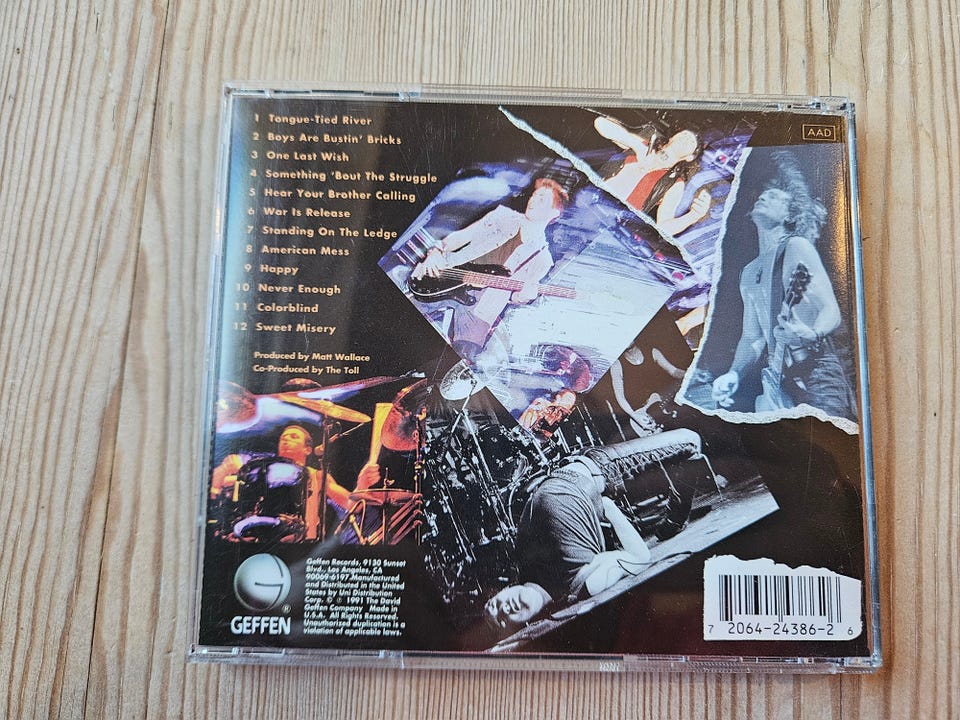 1 Tongue-Tied River
2 Boys Are Bustin' Bricks
3 One Last Wish
4 Something 'Bout The Struggle
5 Hear Your Brother Calling
6 War Is Release
7 Standing On The Ledge
8 American Mess
9 Happy
10 Never Enough
11 Colorblind
12 Sweet Misery
Produced by Matt Wallace
Co-Produced by The Toll
AAD
Geffen Records, 9130 Sunset
Blvd., Los Angeles, CA
90069-6197 Manufactured
and Distributed in the United
States by Uni Distribution
Corp. © ℗ 1991 The David
Geffen Company Made in
U.S.A. All Rights Reserved.
Unauthorized duplication is a
violation of applicable laws.
GEFFEN®
7 2064-24386-2 6